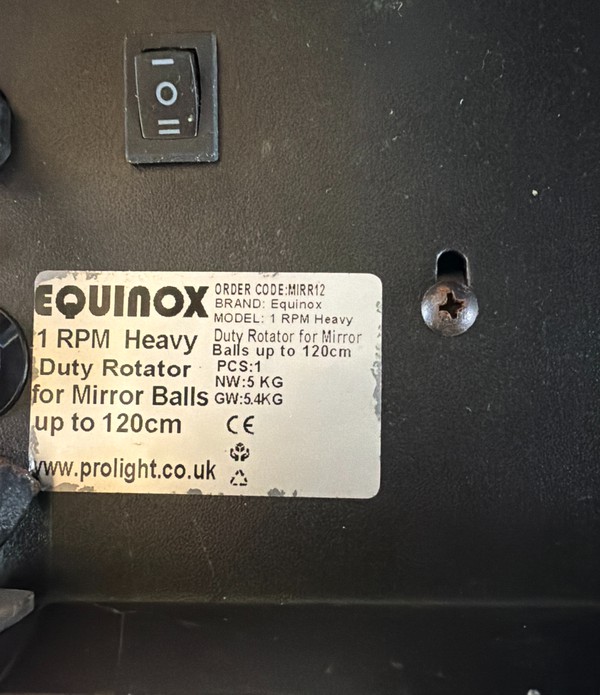 I
O
II
EQUINOX
1 RPM Heavy
Duty Rotator
for Mirror Balls
up to 120cm
www.prolight.co.uk
ORDER CODE:MIRR12
BRAND: Equinox
MODEL: 1 RPM Heavy
Duty Rotator for Mirror
Balls up to 120cm
PCS:1
NW:5 KG
GW:5.4KG
CE